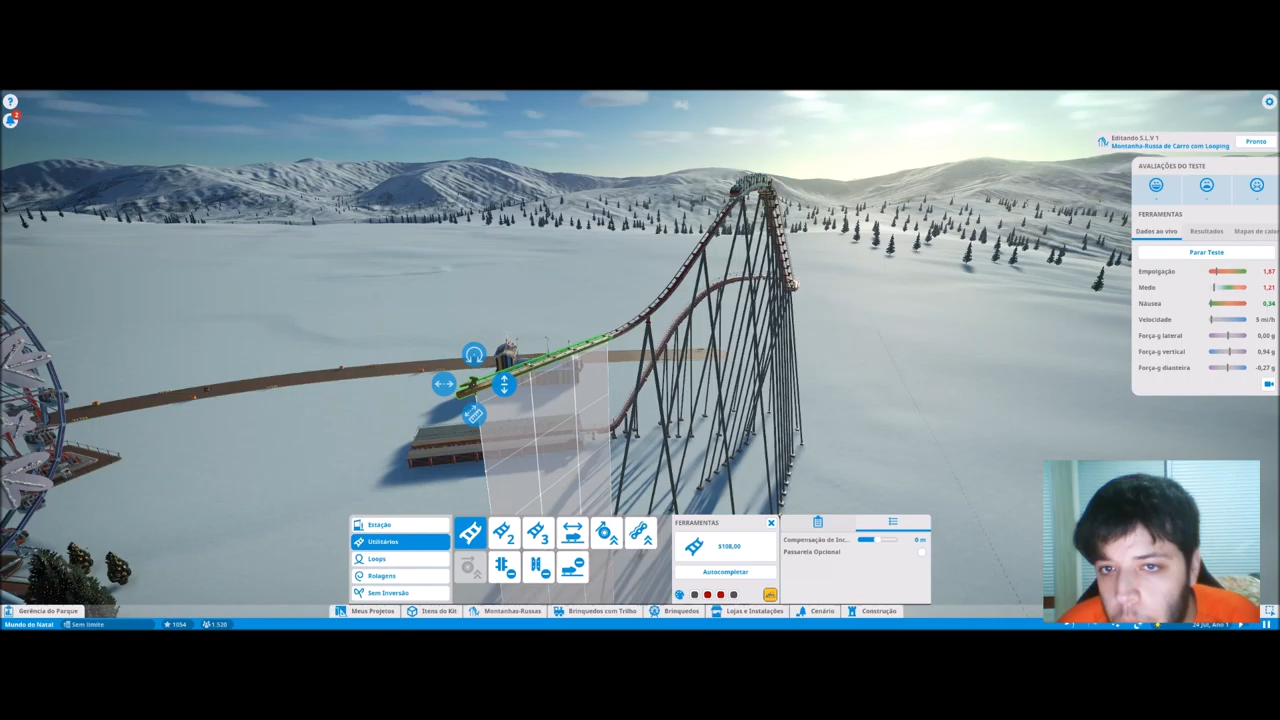 ?
2
Editando S.L.V 1
Montanha-Russa de Carro com Looping
Pronto
AVALIAÇÕES DO TESTE
- - -
FERRAMENTAS
Dados ao vivo Resultados Mapas de calor
Parar Teste
Empolgação 1,87
Medo 1,21
Náusea 0,34
Velocidade 5 mi/h
Força-g lateral 0,00 g
Força-g vertical 0,94 g
Força-g dianteira -0,27 g
Estação
Utilitários
Loops
Rolagens
Sem Inversão
2
3
FERRAMENTAS
$108,00
Autocompletar
Compensação de Inc... 0 m
Passarela Opcional
Gerência do Parque
Meus Projetos Itens do Kit Montanhas-Russas Brinquedos com Trilho Brinquedos Lojas e Instalações Cenário Construção
Mundo do Natal Sem limite 1054 1.520
24 Jul, Ano 1